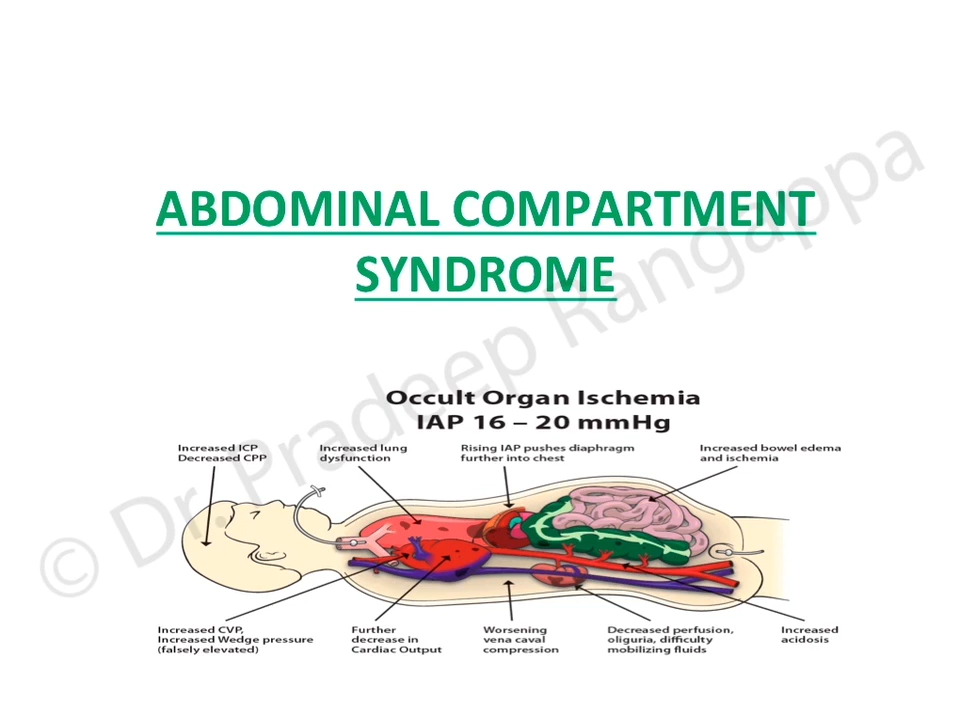 ABDOMINAL COMPARTMENT
SYNDROME
© Dr. Pradeep Rangappa
Occult Organ Ischemia
IAP 16 – 20 mmHg
Increased ICP
Decreased CPP
Increased lung
dysfunction
Rising IAP pushes diaphragm
further into chest
Increased bowel edema
and ischemia
Increased CVP,
Increased Wedge pressure
(falsely elevated)
Further
decrease in
Cardiac Output
Worsening
vena caval
compression
Decreased perfusion,
oliguria, difficulty
mobilizing fluids
Increased
acidosis